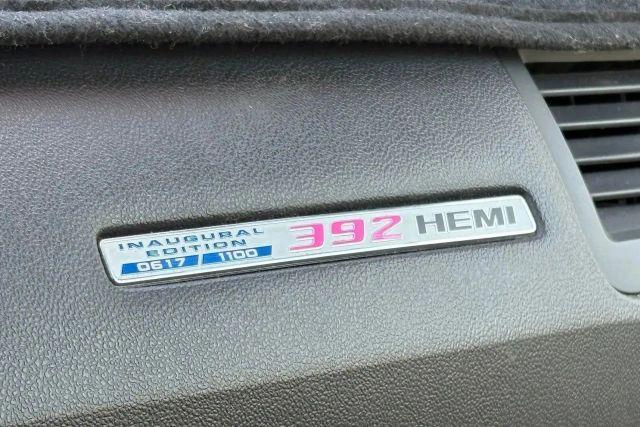 INAUGURAL
EDITION
0617 / 1100
392 HEMI